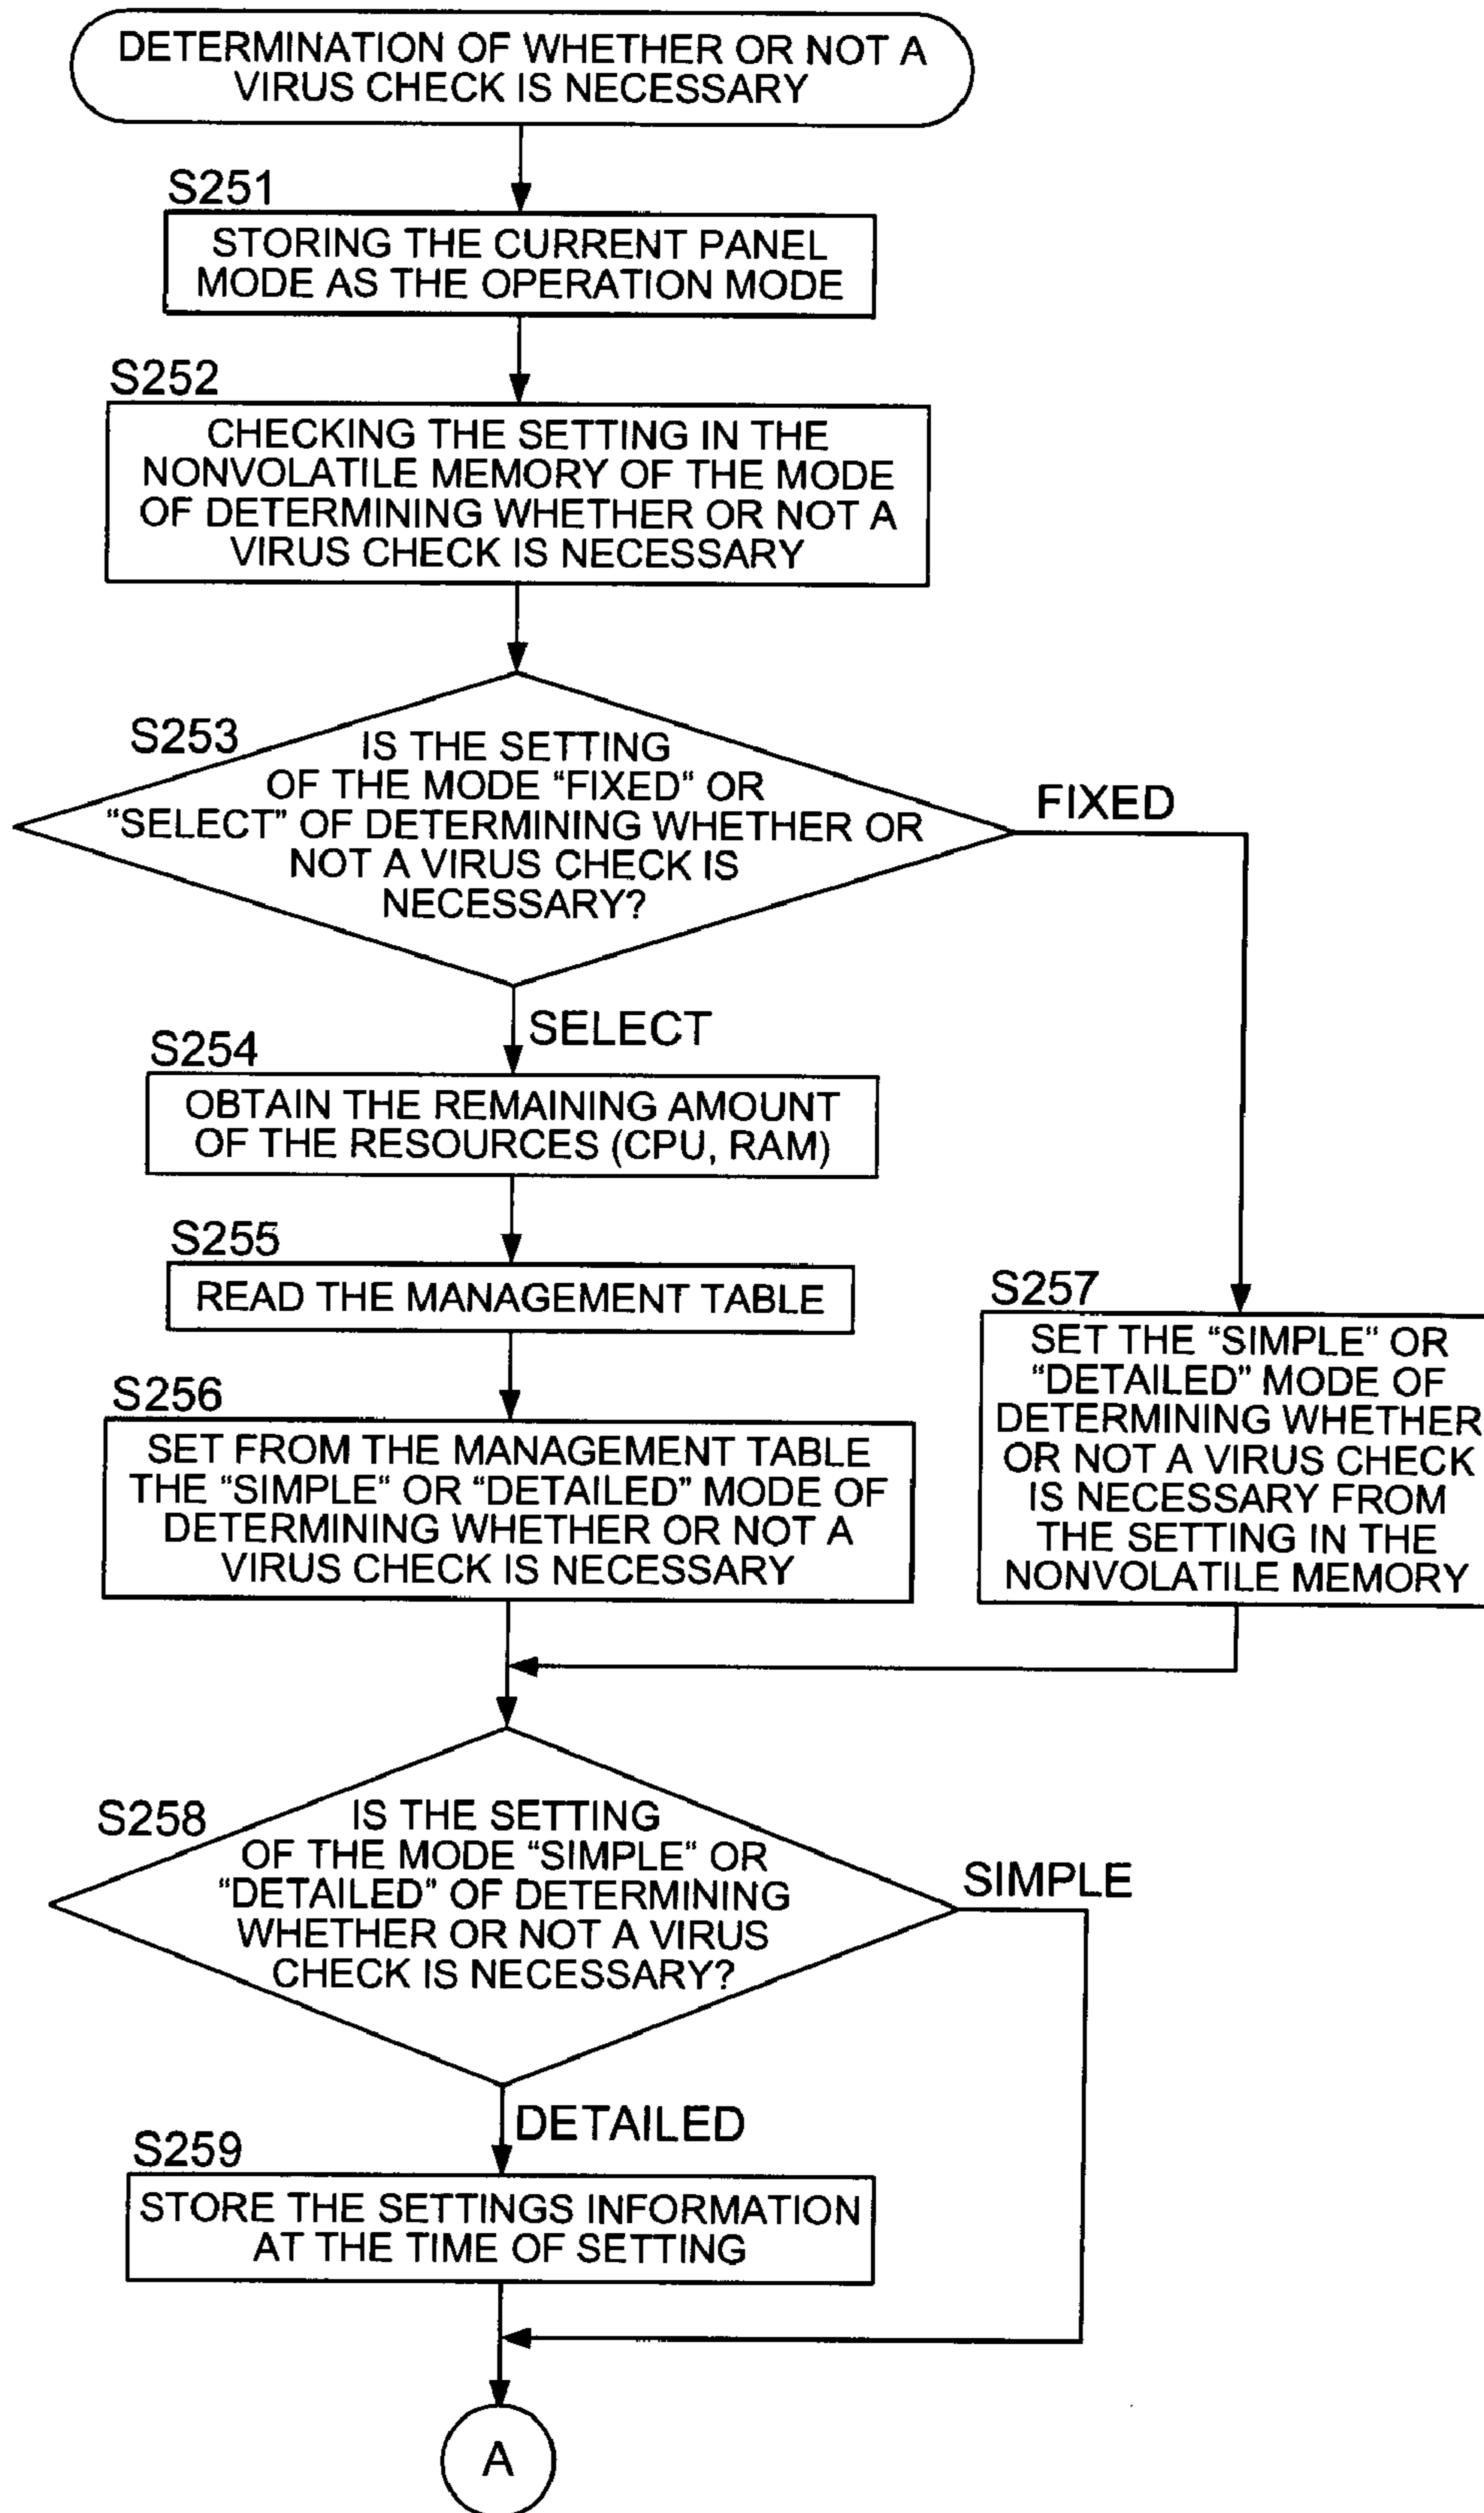 DETERMINATION OF WHETHER OR NOT A
VIRUS CHECK IS NECESSARY
S251
STORING THE CURRENT PANEL
MODE AS THE OPERATION MODE
S252
CHECKING THE SETTING IN THE
NONVOLATILE MEMORY OF THE MODE
OF DETERMINING WHETHER OR NOT A
VIRUS CHECK IS NECESSARY
S253
IS THE SETTING
OF THE MODE “FIXED“ OR
“SELECT” OF DETERMINING WHETHER OR
NOT A VIRUS CHECK IS
NECESSARY?
FIXED
SELECT
S254
OBTAIN THE REMAINING AMOUNT
OF THE RESOURCES (CPU, RAM)
S255
READ THE MANAGEMENT TABLE
S257
SET THE “SIMPLE“ OR
“DETAILED” MODE OF
DETERMINING WHETHER
OR NOT A VIRUS CHECK
IS NECESSARY FROM
THE SETTING IN THE
NONVOLATILE MEMORY
S256
SET FROM THE MANAGEMENT TABLE
THE “SIMPLE“ OR “DETAILED” MODE OF
DETERMINING WHETHER OR NOT A
VIRUS CHECK IS NECESSARY
S258
IS THE SETTING
OF THE MODE “SIMPLE“ OR
“DETAILED” OF DETERMINING
WHETHER OR NOT A VIRUS
CHECK IS NECESSARY?
SIMPLE
DETAILED
S259
STORE THE SETTINGS INFORMATION
AT THE TIME OF SETTING
A